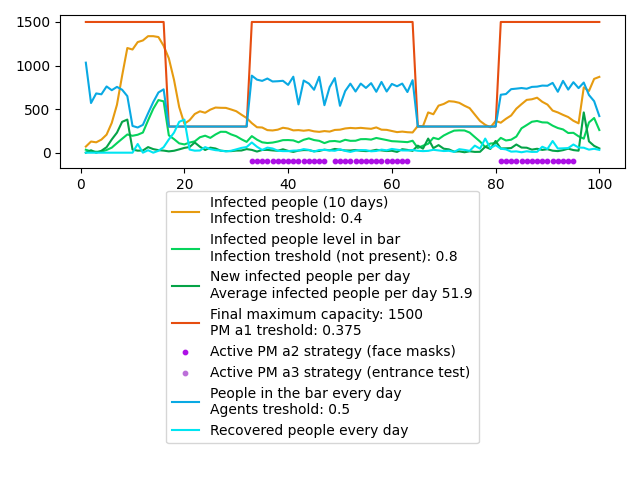 1500
1000
500
0
0 20 40 60 80 100
Infected people (10 days)
Infection treshold: 0.4
Infected people level in bar
Infection treshold (not present): 0.8
New infected people per day
Average infected people per day 51.9
Final maximum capacity: 1500
PM a1 treshold: 0.375
Active PM a2 strategy (face masks)
Active PM a3 strategy (entrance test)
People in the bar every day
Agents treshold: 0.5
Recovered people every day